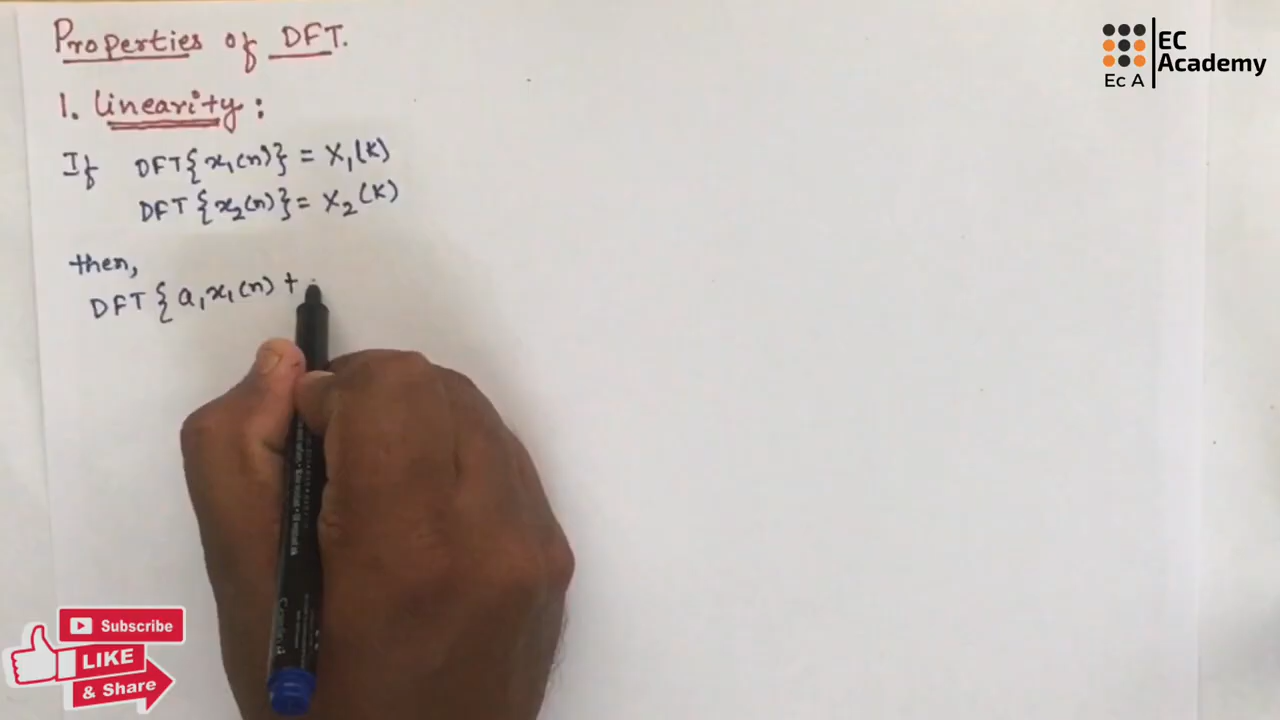 Properties of DFT.
1. Linearity:
If DFT{x₁(n)} = X₁(K)
DFT{x₂(n)} = X₂(K)
then,
DFT{a₁x₁(n) +
EC
Academy
Ec A
Subscribe
LIKE
& Share